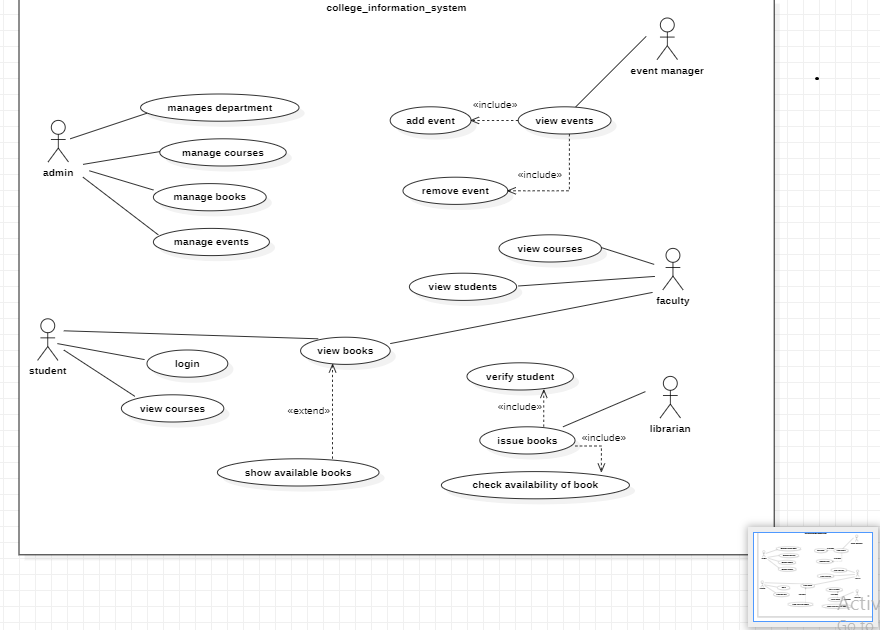 college_information_system
event manager
manages department
«include»
add event
view events
manage courses
admin
«include»
manage books
remove event
manage events
view courses
view students
faculty
student
view books
login
verify student
view courses
«extend»
«include»
librarian
issue books
«include»
show available books
check availability of book
Activ
Go to